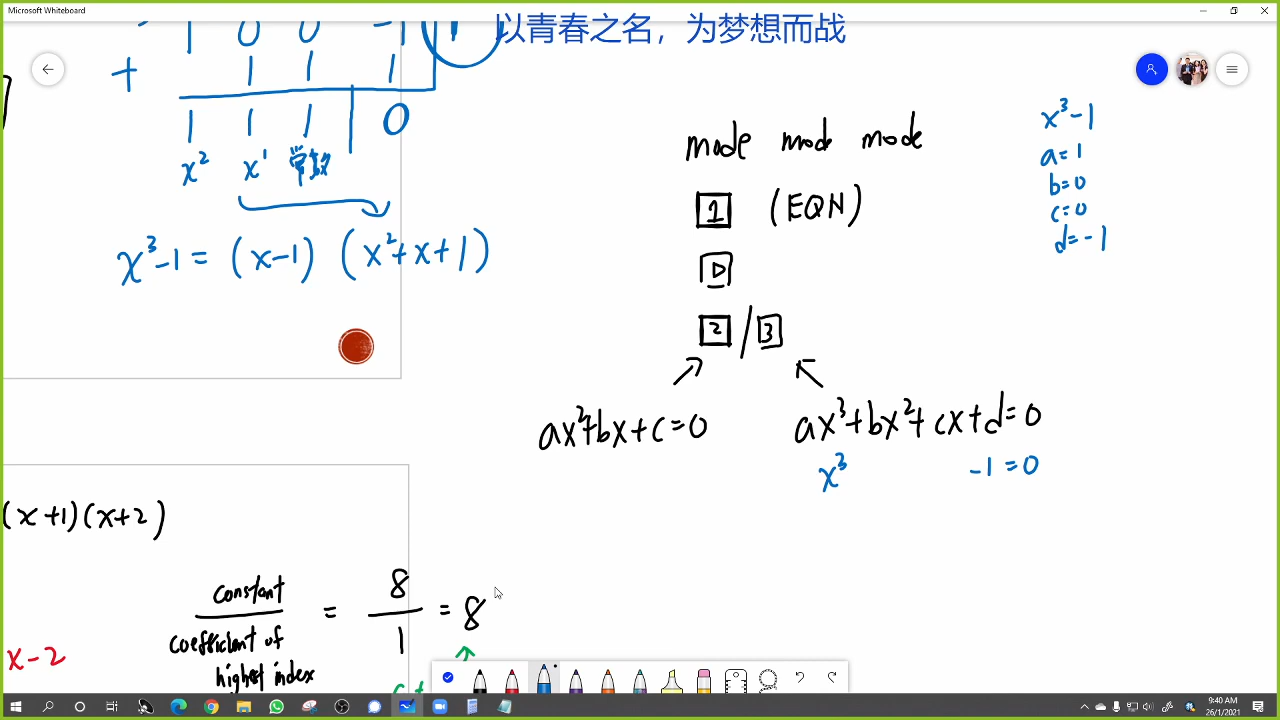 Microsoft Whiteboard
以青春之名，为梦想而战
1 0 0 -1
+ 1 1 1
1 1 1 0
x² x¹ 常数
x³-1 = (x-1) (x²+x+1)
mode mode mode
1 (EQN)
▷
2 / 3
ax²+bx+c=0
ax³+bx²+cx+d=0
x³ -1 =0
x³-1
a=1
b=0
c=0
d=-1
(x+1)(x+2)
constant
coefficient of
highest index
= 8
1
= 8
x-2
9:40 AM
26/1/2021